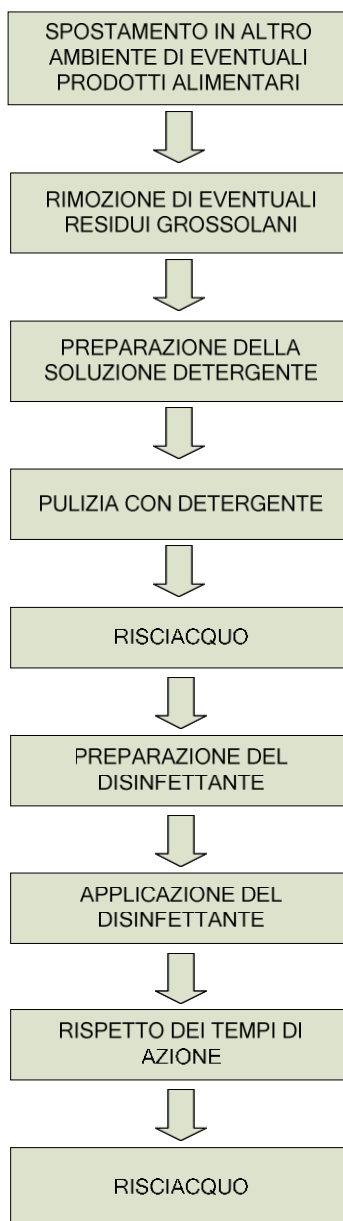 SPOSTAMENTO IN ALTRO
AMBIENTE DI EVENTUALI
PRODOTTI ALIMENTARI
RIMOZIONE DI EVENTUALI
RESIDUI GROSSOLANI
PREPARAZIONE DELLA
SOLUZIONE DETERGENTE
PULIZIA CON DETERGENTE
RISCIACQUO
PREPARAZIONE DEL
DISINFETTANTE
APPLICAZIONE DEL
DISINFETTANTE
RISPETTO DEI TEMPI DI
AZIONE
RISCIACQUO